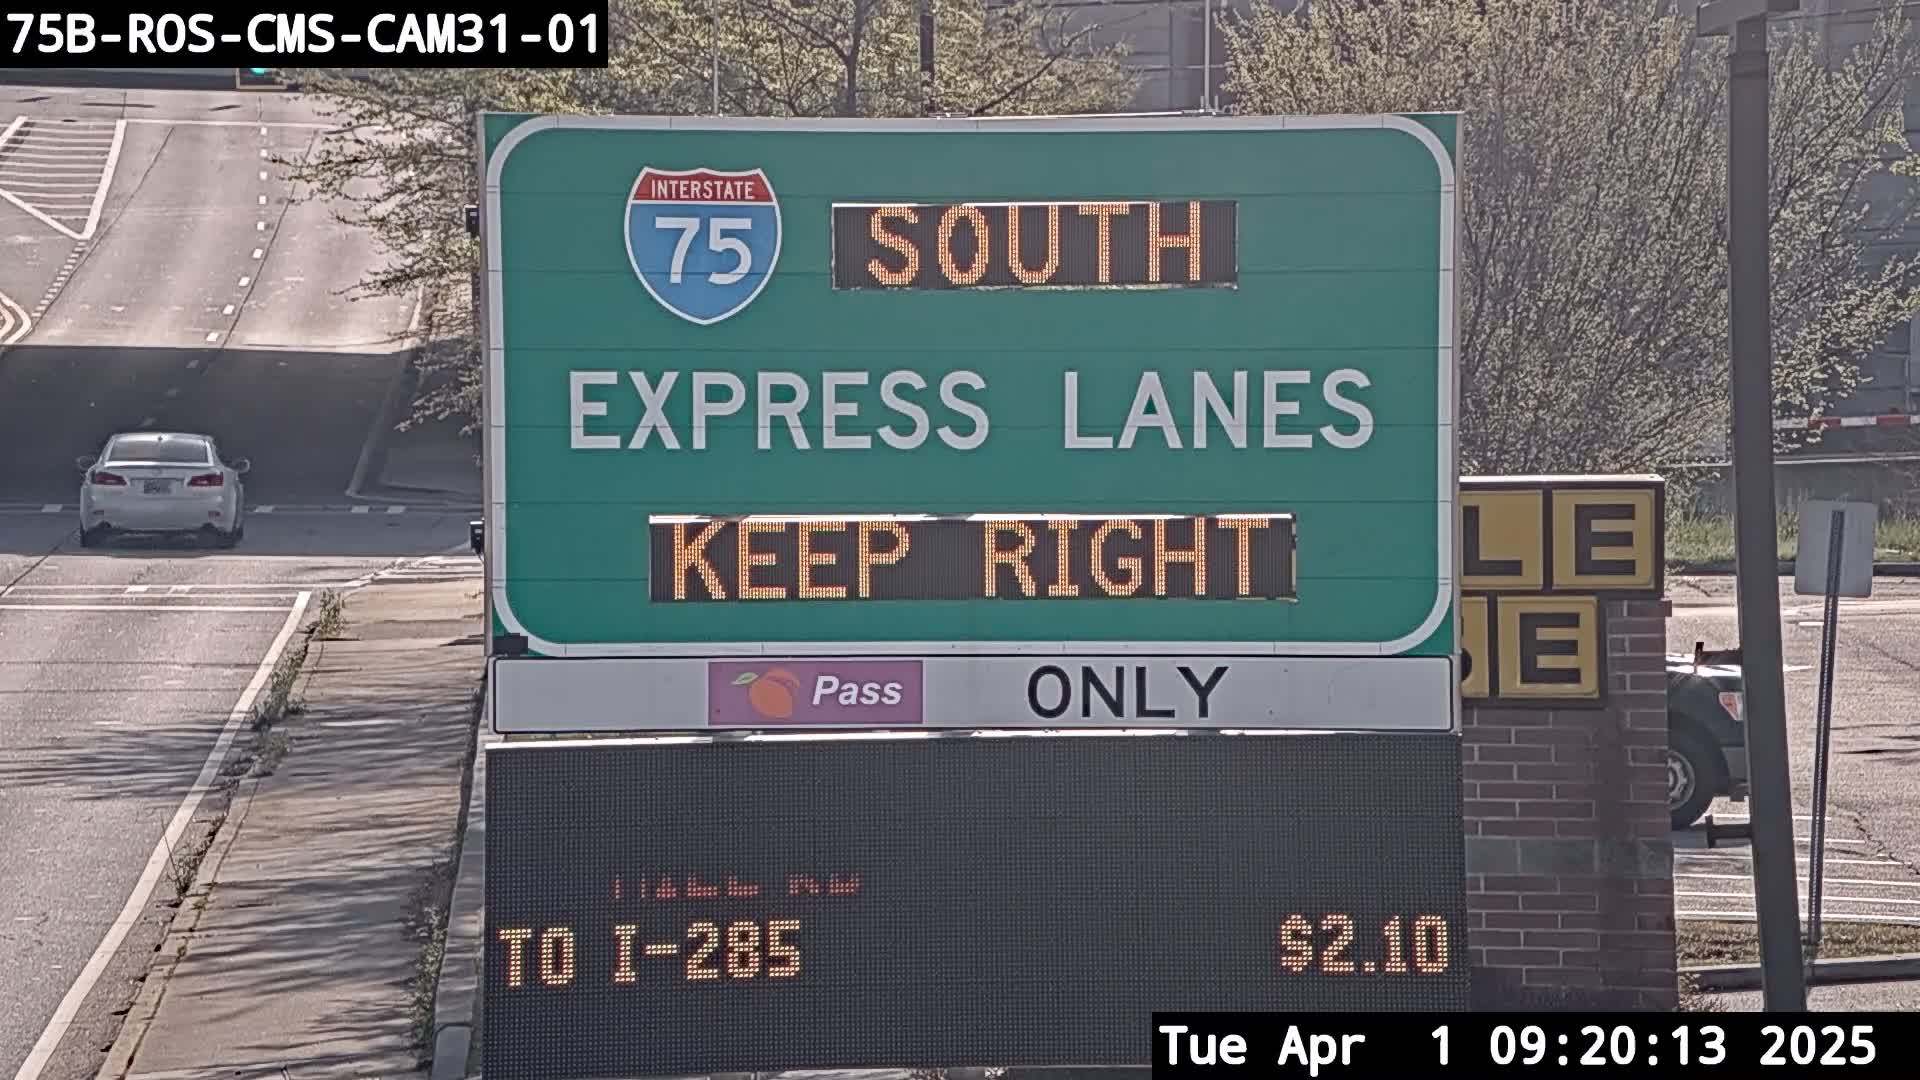 75B-ROS-CMS-CAM31-01
INTERSTATE
75
SOUTH
EXPRESS LANES
KEEP RIGHT
LE
E
Pass ONLY
TO I-285 $2.10
Tue Apr 1 09:20:13 2025